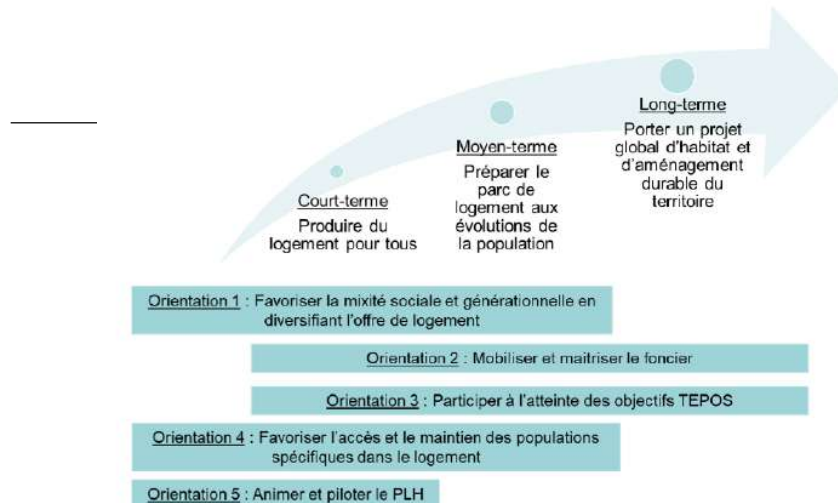 Long-terme
Porter un projet
global d'habitat et
d'aménagement
durable du
territoire
Moyen-terme
Préparer le
parc de
logement aux
évolutions de
la population
Court-terme
Produire du
logement pour tous
Orientation 1 : Favoriser la mixité sociale et générationnelle en
diversifiant l'offre de logement
Orientation 2 : Mobiliser et maitriser le foncier
Orientation 3 : Participer à l'atteinte des objectifs TEPOS
Orientation 4 : Favoriser l'accès et le maintien des populations
spécifiques dans le logement
Orientation 5 : Animer et piloter le PLH